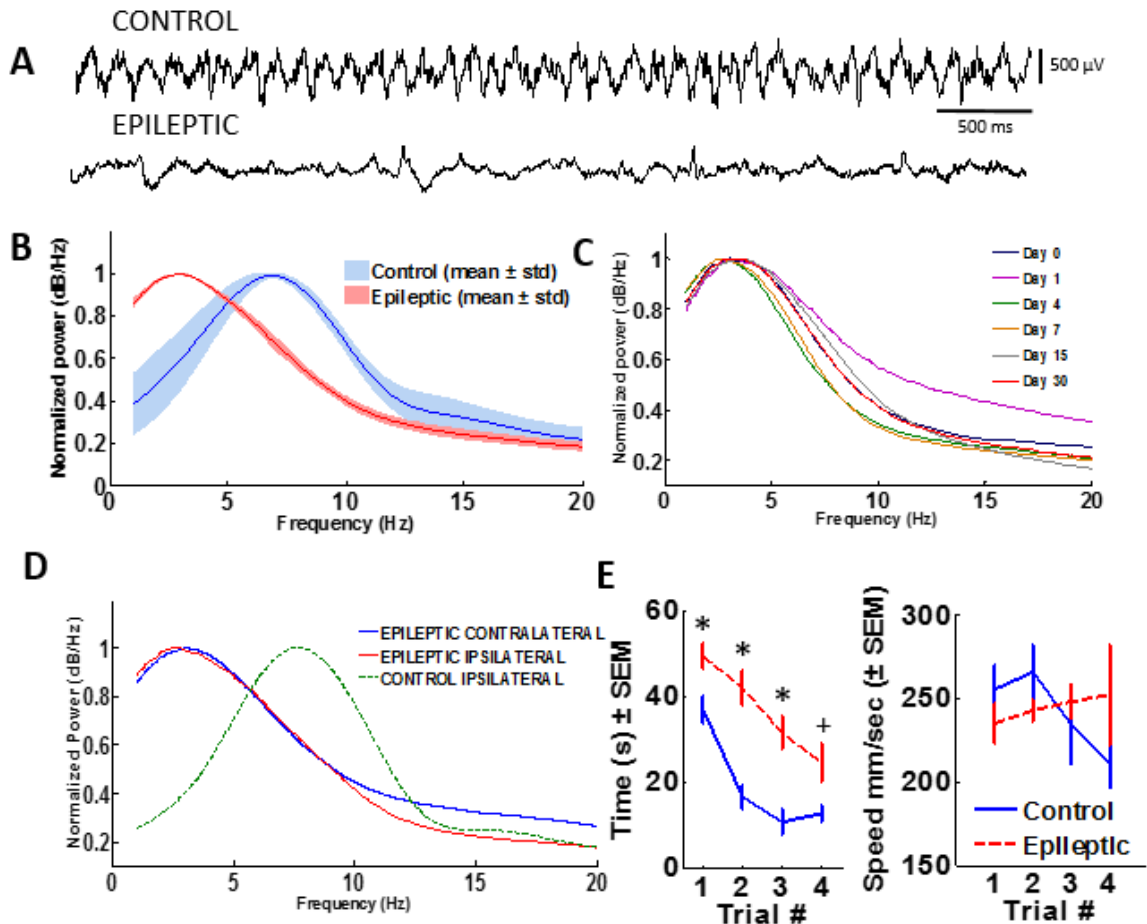 A
CONTROL
500 µV
500 ms
EPILEPTIC
B
Normalized power (dB/Hz)
1
0.8
0.6
0.4
0.2
0
0
5
10
15
20
Frequency (Hz)
Control (mean ± std)
Epileptic (mean ± std)
C
Normalized power (dB/Hz)
1
0.8
0.6
0.4
0.2
0
5
10
15
20
Frequency (Hz)
Day 0
Day 1
Day 4
Day 7
Day 15
Day 30
D
Normalized Power (dB/Hz)
1
0.8
0.6
0.4
0.2
0
5
10
15
20
Frequency (Hz)
EPILEPTIC CONTRALATERAL
EPILEPTIC IPSILATERAL
CONTROL IPSILATERAL
E
Time (s) ± SEM
60
40
20
0
* * * +
1 2 3 4
Trial #
Speed mm/sec (± SEM)
300
250
200
150
Control
Epileptic
1 2 3 4
Trial #